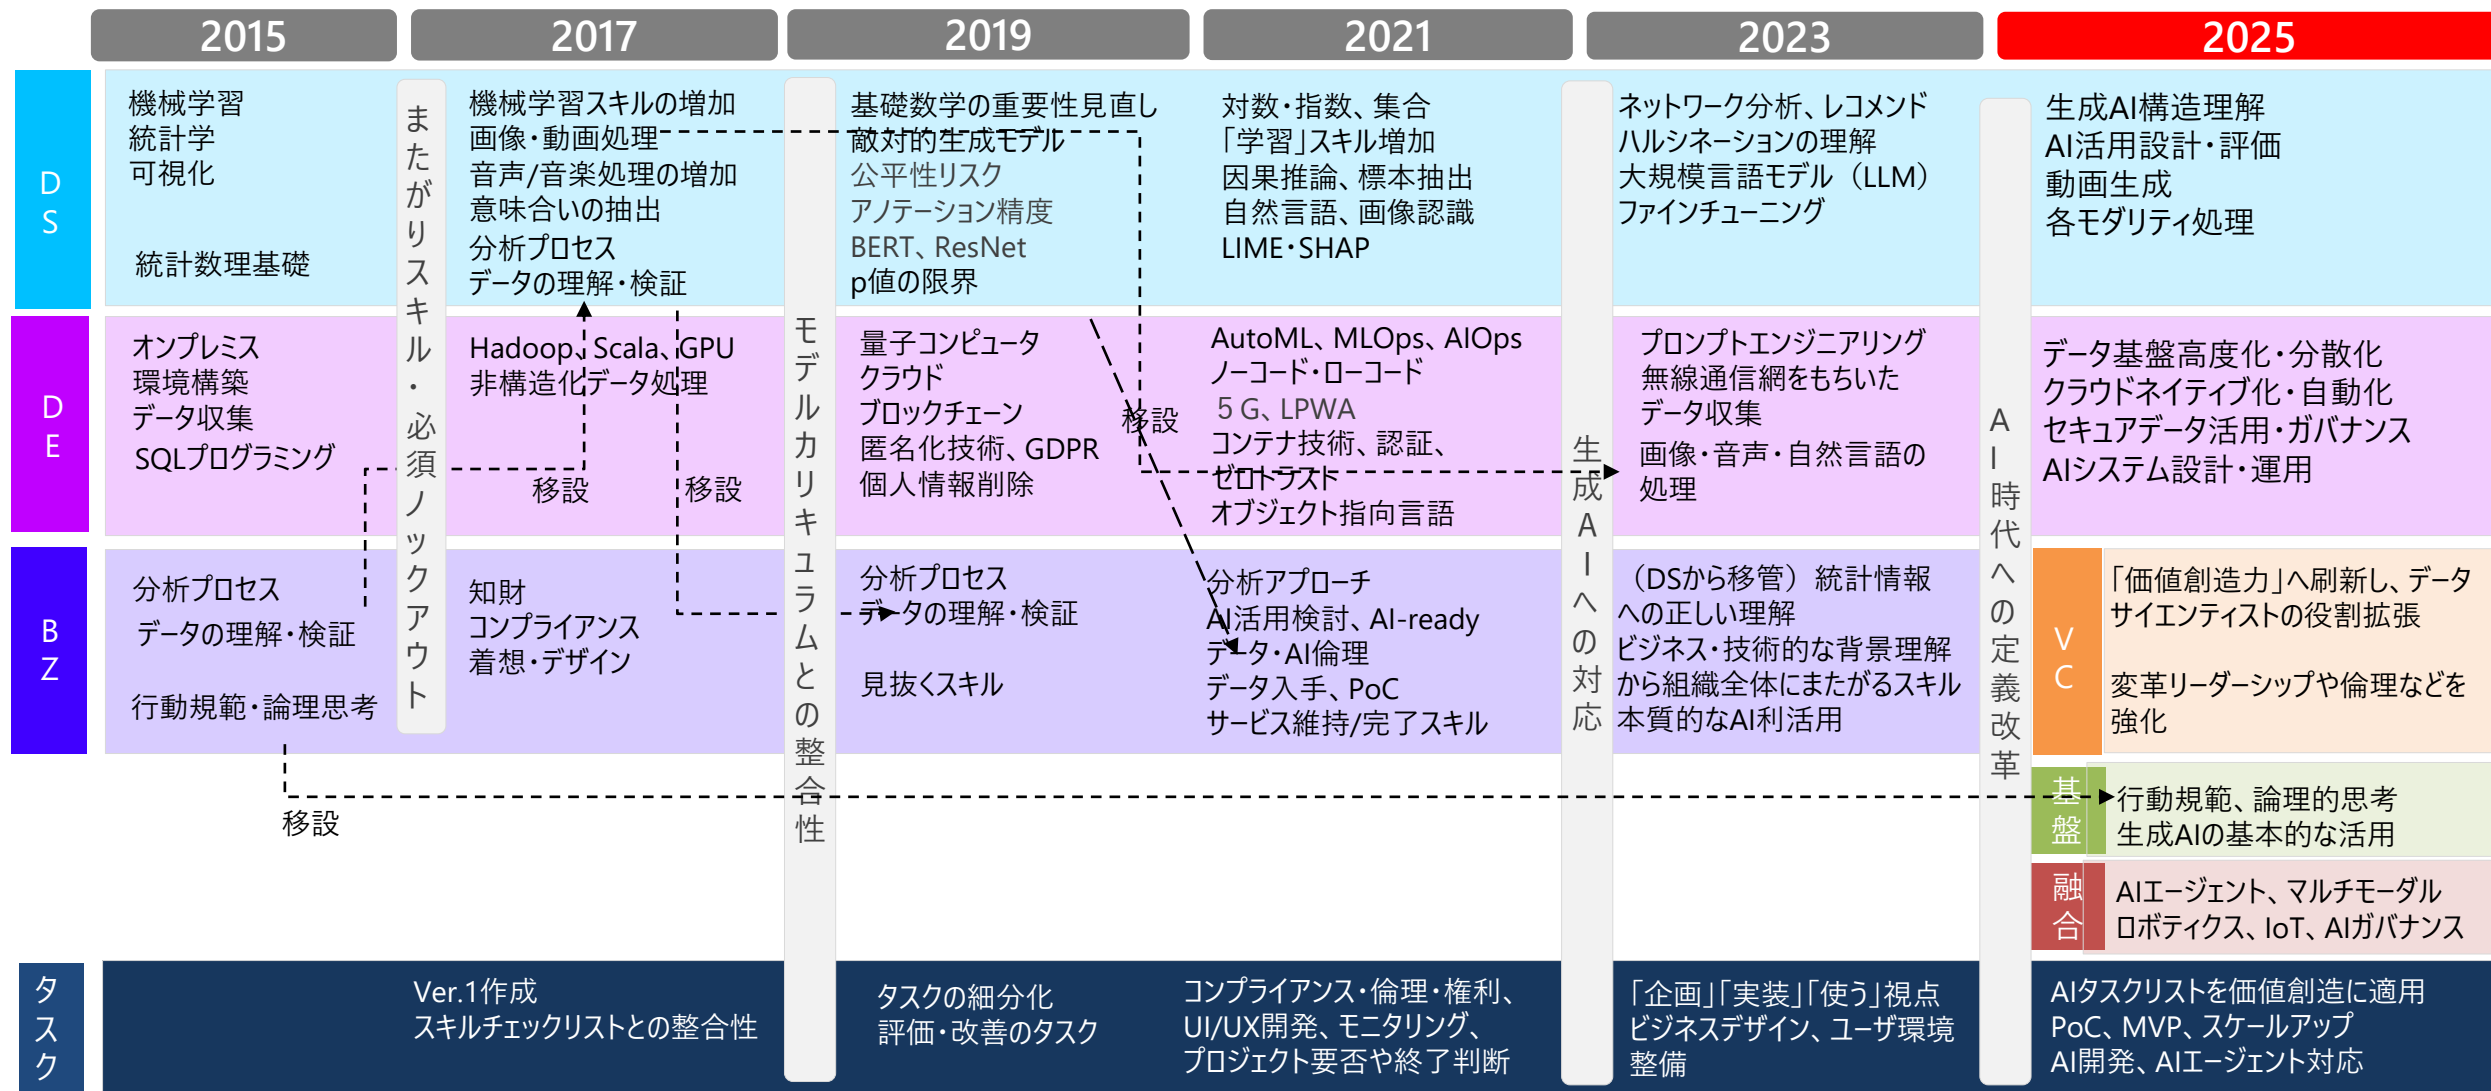 2015
2017
2019
2021
2023
2025
DS
機械学習
統計学
可視化
統計数理基礎
またがりスキル・必須ノックアウト
機械学習スキルの増加
画像・動画処理
音声/音楽処理の増加
意味合いの抽出
分析プロセス
データの理解・検証
モデルカリキュラムとの整合性
基礎数学の重要性見直し
敵対的生成モデル
公平性リスク
アノテーション精度
BERT、ResNet
p値の限界
対数・指数、集合
「学習」スキル増加
因果推論、標本抽出
自然言語、画像認識
LIME・SHAP
生成AIへの対応
ネットワーク分析、レコメンド
ハルシネーションの理解
大規模言語モデル（LLM）
ファインチューニング
AI時代への定義改革
生成AI構造理解
AI活用設計・評価
動画生成
各モダリティ処理
DE
オンプレミス
環境構築
データ収集
SQLプログラミング
Hadoop、Scala、GPU
非構造化データ処理
移設
移設
量子コンピュータ
クラウド
ブロックチェーン
匿名化技術、GDPR
個人情報削除
移設
AutoML、MLOps、AIOps
ノーコード・ローコード
５G、LPWA
コンテナ技術、認証、
ゼロトラスト
オブジェクト指向言語
プロンプトエンジニアリング
無線通信網をもちいた
データ収集
画像・音声・自然言語の
処理
データ基盤高度化・分散化
クラウドネイティブ化・自動化
セキュアデータ活用・ガバナンス
AIシステム設計・運用
BZ
分析プロセス
データの理解・検証
行動規範・論理思考
移設
知財
コンプライアンス
着想・デザイン
分析プロセス
データの理解・検証
見抜くスキル
分析アプローチ
AI活用検討、AI-ready
データ・AI倫理
データ入手、PoC
サービス維持/完了スキル
（DSから移管）統計情報
への正しい理解
ビジネス・技術的な背景理解
から組織全体にまたがるスキル
本質的なAI利活用
VC
「価値創造力」へ刷新し、データ
サイエンティストの役割拡張
変革リーダーシップや倫理などを
強化
基盤
行動規範、論理的思考
生成AIの基本的な活用
融合
AIエージェント、マルチモーダル
ロボティクス、IoT、AIガバナンス
タスク
Ver.1作成
スキルチェックリストとの整合性
タスクの細分化
評価・改善のタスク
コンプライアンス・倫理・権利、
UI/UX開発、モニタリング、
プロジェクト要否や終了判断
「企画」「実装」「使う」視点
ビジネスデザイン、ユーザ環境
整備
AIタスクリストを価値創造に適用
PoC、MVP、スケールアップ
AI開発、AIエージェント対応